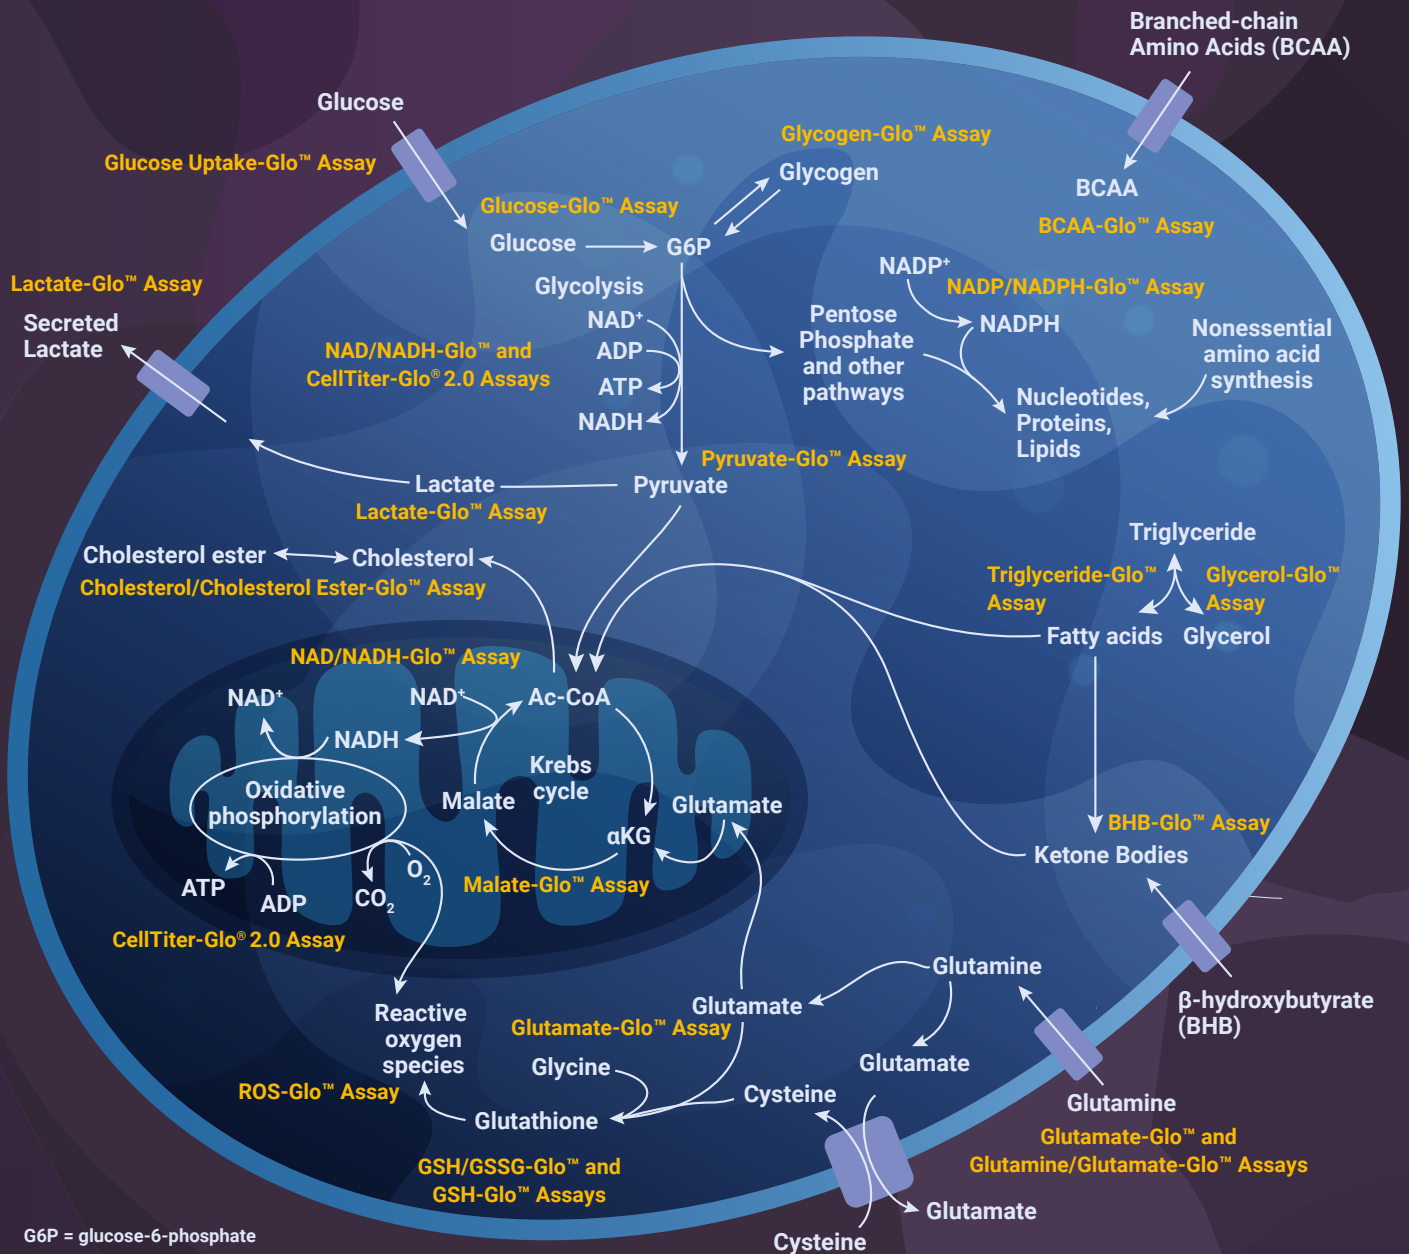 Branched-chain
Amino Acids (BCAA)
Glucose
Glucose Uptake-Glo™ Assay
Glycogen-Glo™ Assay
Glycogen
BCAA
BCAA-Glo™ Assay
Glucose-Glo™ Assay
Glucose
G6P
Glycolysis
NAD⁺
ADP
ATP
NADH
NAD/NADH-Glo™ and
CellTiter-Glo® 2.0 Assays
Lactate-Glo™ Assay
Secreted
Lactate
NADP⁺
NADP/NADPH-Glo™ Assay
NADPH
Pentose
Phosphate
and other
pathways
Nonessential
amino acid
synthesis
Nucleotides,
Proteins,
Lipids
Pyruvate-Glo™ Assay
Pyruvate
Lactate
Lactate-Glo™ Assay
Cholesterol ester
Cholesterol
Cholesterol/Cholesterol Ester-Glo™ Assay
Triglyceride
Triglyceride-Glo™
Assay
Glycerol-Glo™
Assay
Fatty acids
Glycerol
NAD/NADH-Glo™ Assay
NAD⁺
NAD⁺
Ac-CoA
NADH
Krebs
cycle
Oxidative
phosphorylation
Malate
Glutamate
αKG
Malate-Glo™ Assay
ATP
ADP
CO₂
O₂
CellTiter-Glo® 2.0 Assay
BHB-Glo™ Assay
Ketone Bodies
β-hydroxybutyrate
(BHB)
Glutamine
Glutamate
Glutamate-Glo™ Assay
Reactive
oxygen
species
ROS-Glo™ Assay
Glycine
Glutathione
Cysteine
Glutamate
GSH/GSSG-Glo™ and
GSH-Glo™ Assays
Glutamine
Glutamate-Glo™ and
Glutamine/Glutamate-Glo™ Assays
Glutamate
Cysteine
G6P = glucose-6-phosphate